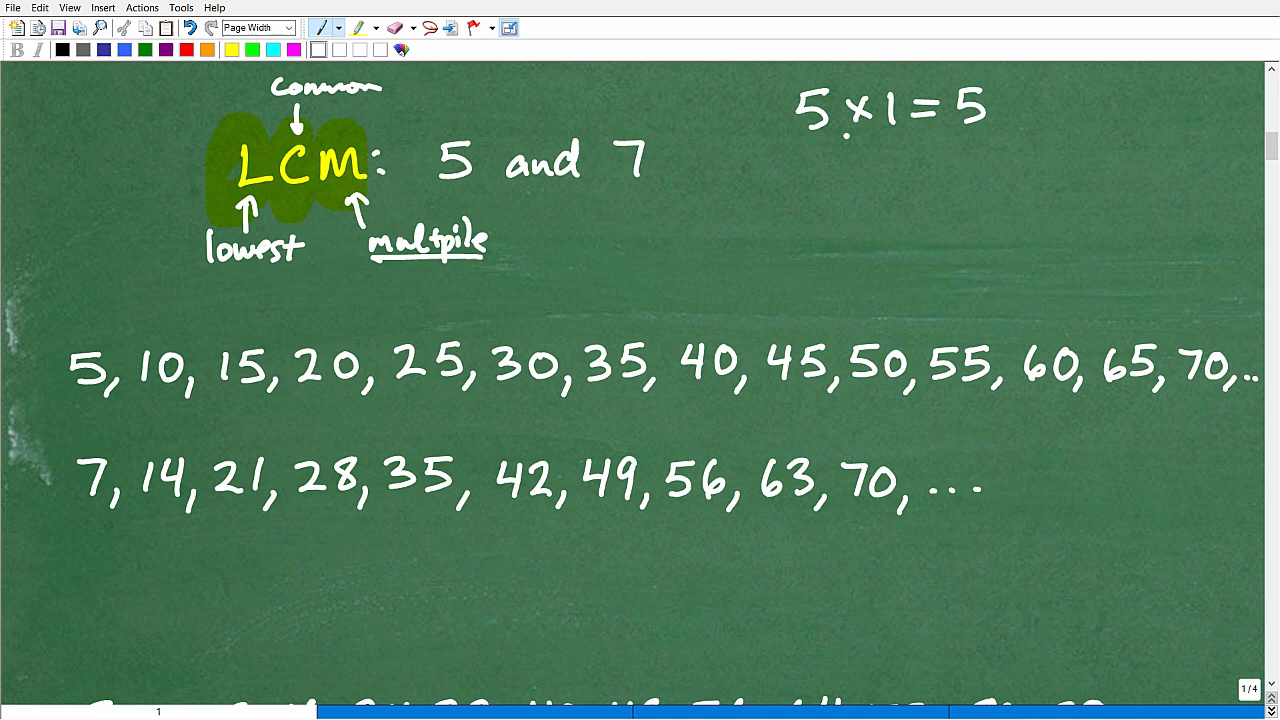 File Edit View Insert Actions Tools Help
Page Width
B I
common
5 × 1 = 5
LCM: 5 and 7
lowest multpile
5, 10, 15, 20, 25, 30, 35, 40, 45, 50, 55, 60, 65, 70, ..
7, 14, 21, 28, 35, 42, 49, 56, 63, 70, ...
1/4
1